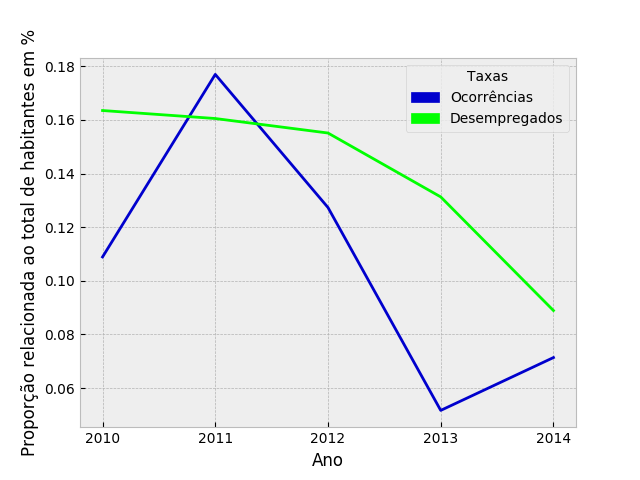 Proporção relacionada ao total de habitantes em %
0.18
0.16
0.14
0.12
0.10
0.08
0.06
Taxas
Ocorrências
Desempregados
2010 2011 2012 2013 2014
Ano